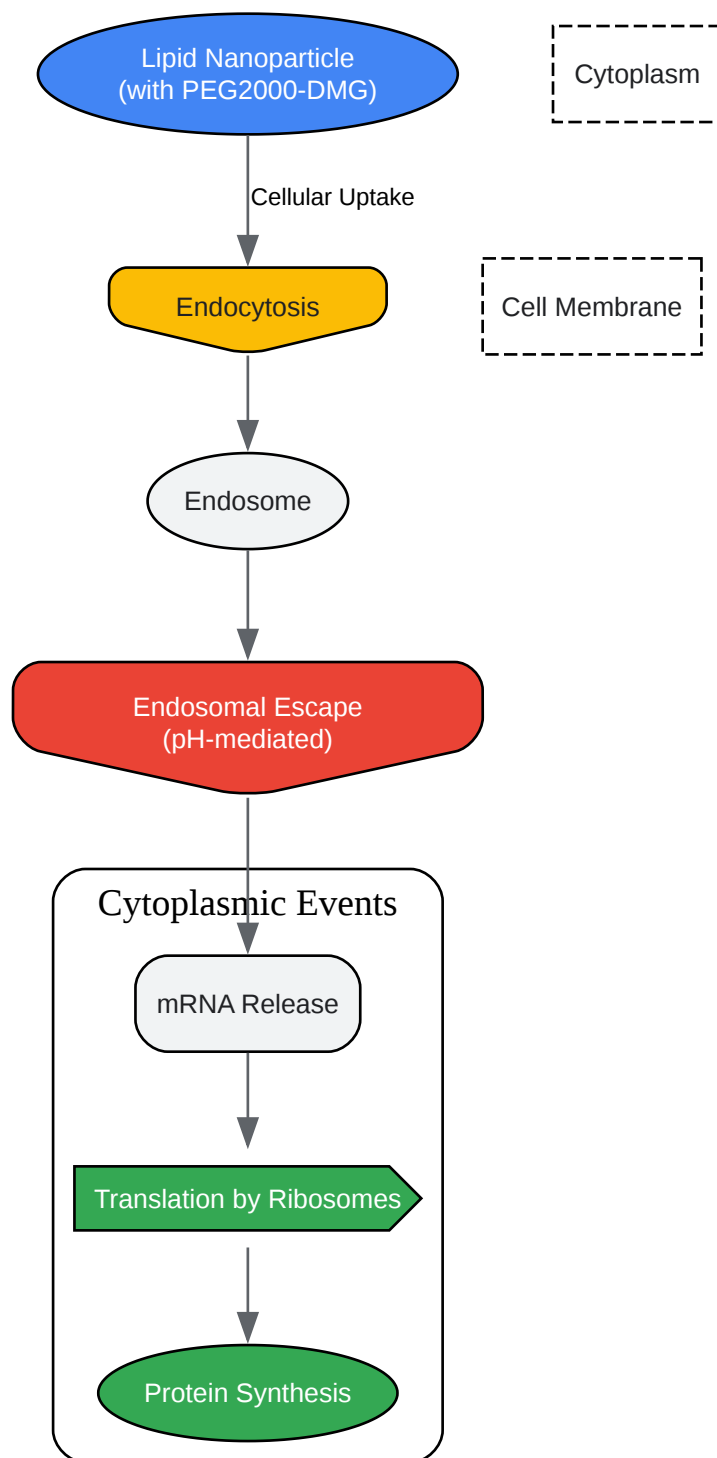 Lipid Nanoparticle
(with PEG2000-DMG)
Cytoplasm
Cellular Uptake
Endocytosis
Cell Membrane
Endosome
Endosomal Escape
(pH-mediated)
Cytoplasmic Events
mRNA Release
Translation by Ribosomes
Protein Synthesis